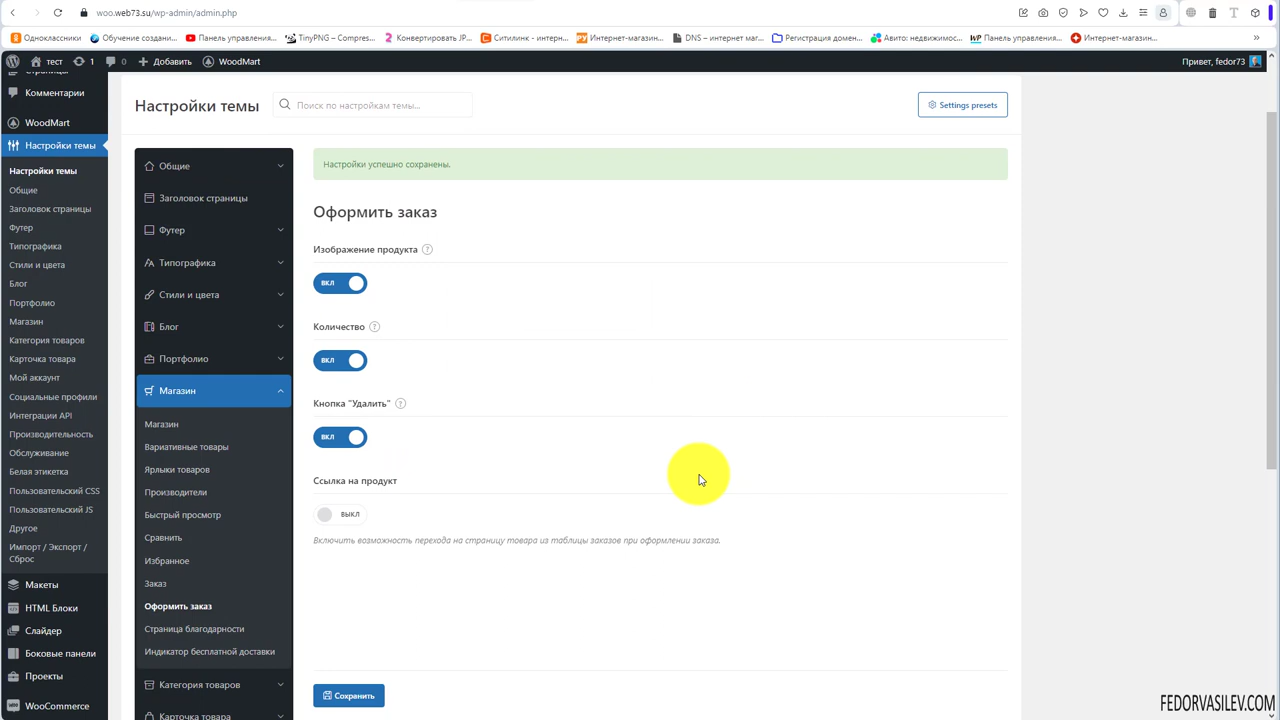 woo.web73.su/wp-admin/admin.php
Одноклассники
Обучение создани...
Панель управления...
TinyPNG – Compres...
Конвертировать JP...
Ситилинк - интерн...
Интернет-магазин...
DNS – интернет маг...
Регистрация домен...
Авито: недвижимос...
Панель управления...
Интернет-магазин...
тест
1
0
Добавить
WoodMart
Привет, fedor73
Страницы
Комментарии
WoodMart
Настройки темы
Настройки темы
Общие
Заголовок страницы
Футер
Типографика
Стили и цвета
Блог
Портфолио
Магазин
Категория товаров
Карточка товара
Мой аккаунт
Социальные профили
Интеграции API
Производительность
Обслуживание
Белая этикетка
Пользовательский CSS
Пользовательский JS
Другое
Импорт / Экспорт /
Сброс
Макеты
HTML Блоки
Слайдер
Боковые панели
Проекты
WooCommerce
Настройки темы
Поиск по настройкам темы...
Settings presets
Общие
Заголовок страницы
Футер
Типографика
Стили и цвета
Блог
Портфолио
Магазин
Магазин
Вариативные товары
Ярлыки товаров
Производители
Быстрый просмотр
Сравнить
Избранное
Заказ
Оформить заказ
Страница благодарности
Индикатор бесплатной доставки
Категория товаров
Карточка товара
Настройки успешно сохранены.
Оформить заказ
Изображение продукта ?
ВКЛ
Количество ?
ВКЛ
Кнопка "Удалить" ?
ВКЛ
Ссылка на продукт
ВЫКЛ
Включить возможность перехода на страницу товара из таблицы заказов при оформлении заказа.
Сохранить
FEDORVASILEV.COM